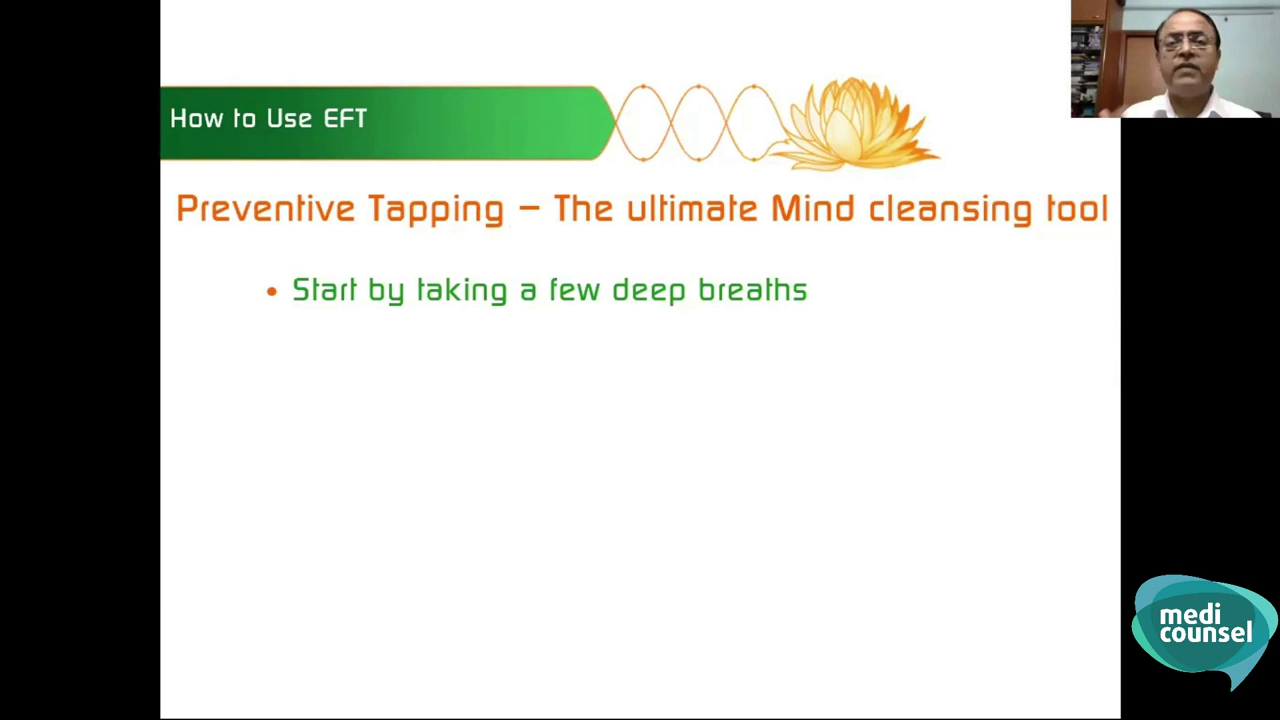 How to Use EFT
Preventive Tapping – The ultimate Mind cleansing tool
• Start by taking a few deep breaths
medi
counsel